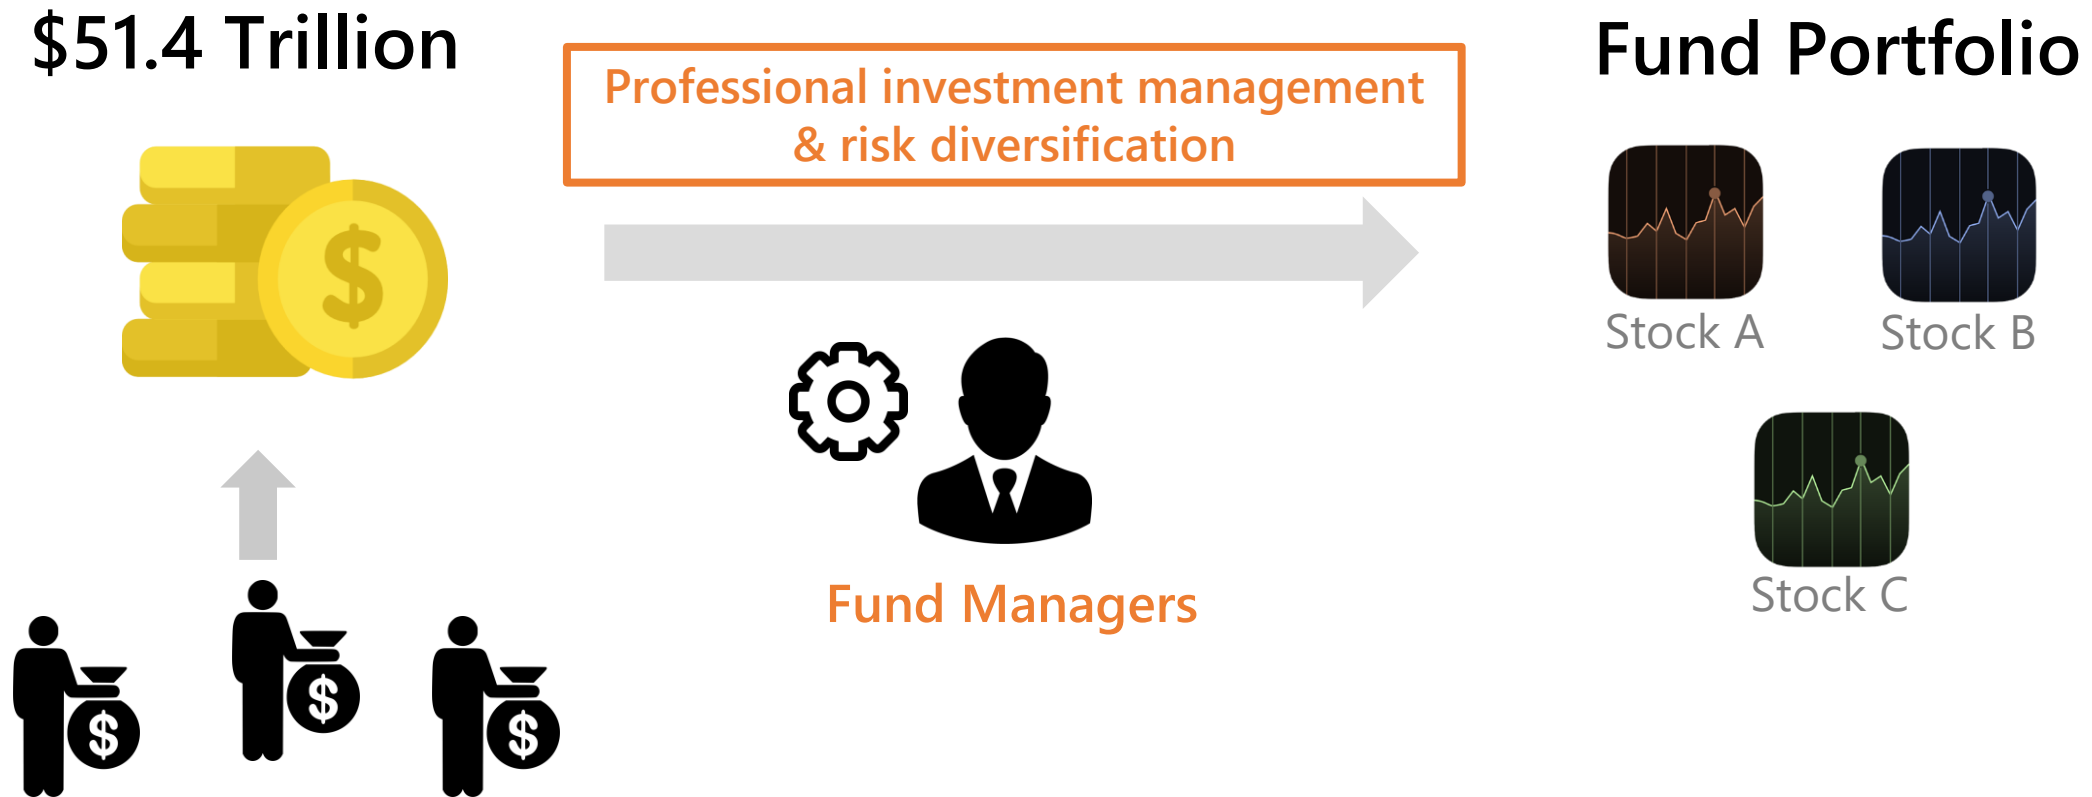 $51.4 Trillion
Professional investment management
& risk diversification
Fund Portfolio
$
Stock A
Stock B
Fund Managers
Stock C
$
$
$